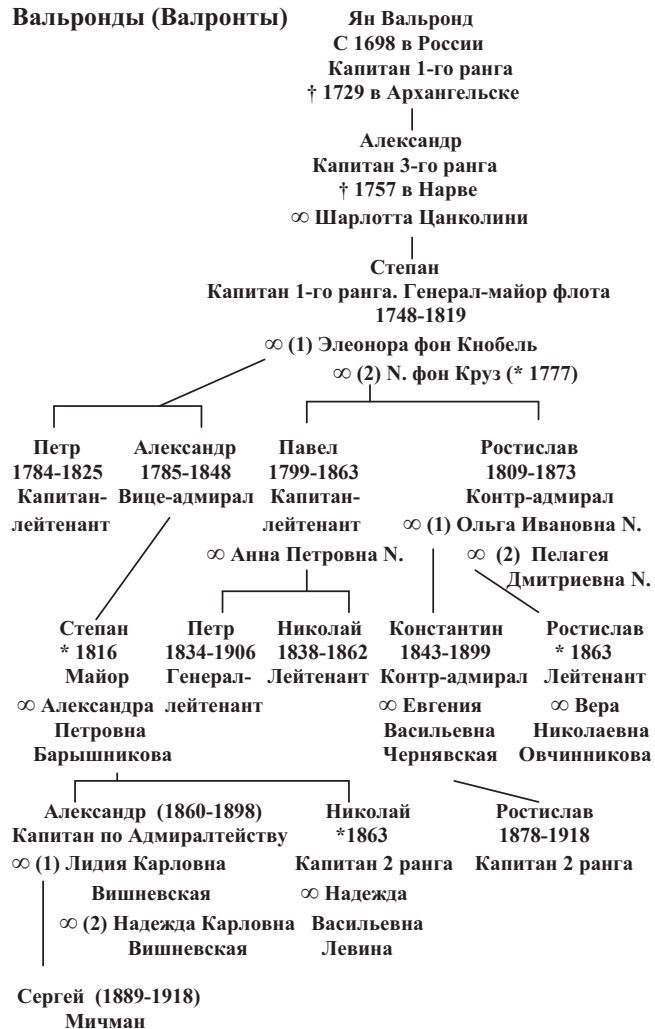 Вальронды (Валронты)
Ян Вальронд
С 1698 в России
Капитан 1-го ранга
† 1729 в Архангельске
Александр
Капитан 3-го ранга
† 1757 в Нарве
∞ Шарлотта Цанколини
Степан
Капитан 1-го ранга. Генерал-майор флота
1748-1819
∞ (1) Элеонора фон Кнобель
∞ (2) N. фон Круз (* 1777)
Петр
1784-1825
Капитан-
лейтенант
Александр
1785-1848
Вице-адмирал
Павел
1799-1863
Капитан-
лейтенант
∞ Анна Петровна N.
Ростислав
1809-1873
Контр-адмирал
∞ (1) Ольга Ивановна N.
∞ (2) Пелагея
Дмитриевна N.
Степан
* 1816
Майор
∞ Александра
Петровна
Барышникова
Петр
1834-1906
Генерал-
лейтенант
Николай
1838-1862
Лейтенант
Константин
1843-1899
Контр-адмирал
∞ Евгения
Васильевна
Чернявская
Ростислав
* 1863
Лейтенант
∞ Вера
Николаевна
Овчинникова
Александр (1860-1898)
Капитан по Адмиралтейству
∞ (1) Лидия Карловна
Вишневская
∞ (2) Надежда Карловна
Вишневская
Николай
*1863
Капитан 2 ранга
∞ Надежда
Васильевна
Левина
Ростислав
1878-1918
Капитан 2 ранга
Сергей (1889-1918)
Мичман